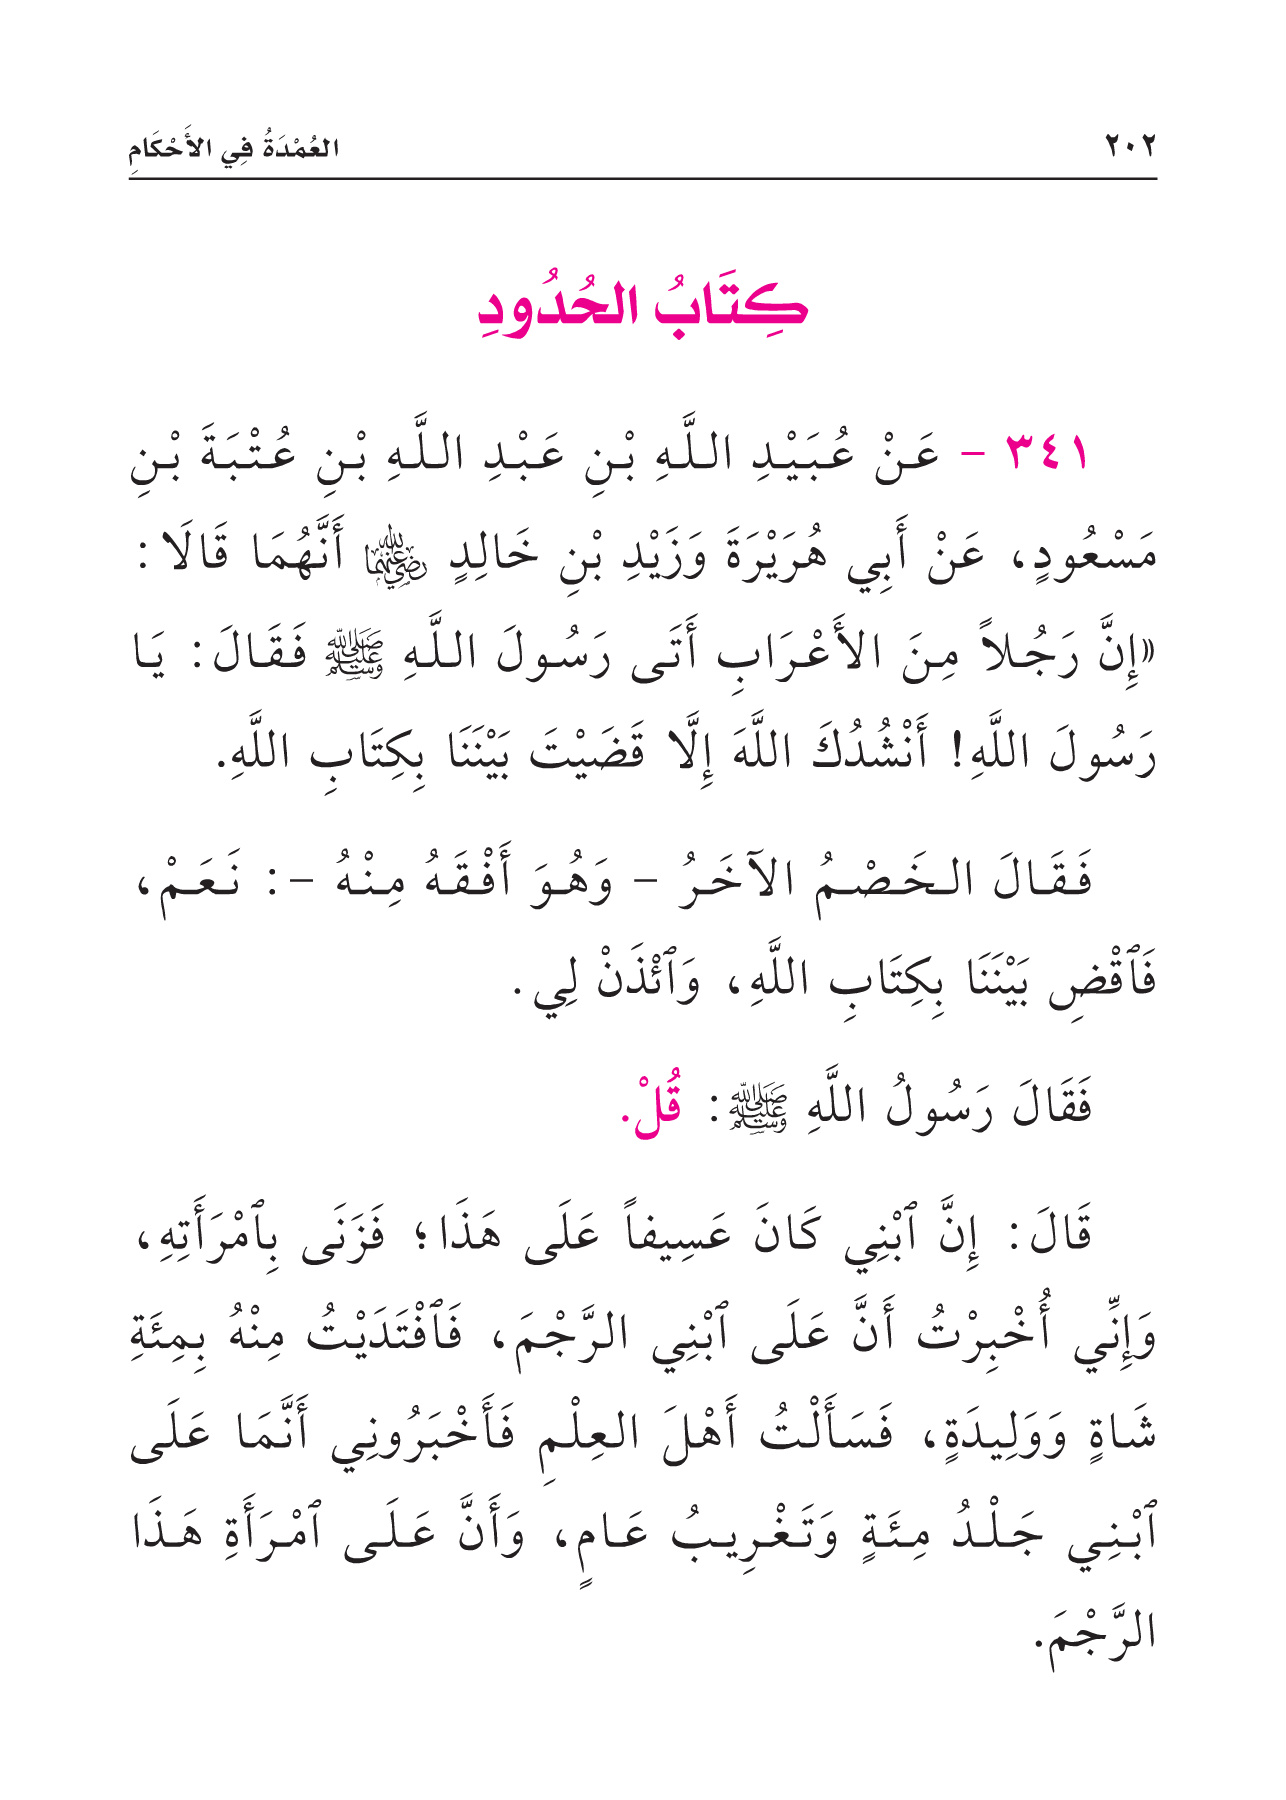 ٢٠٢ العُمْدَةُ فِي الأَحْكَامِ
كِتَابُ الحُدُودِ
٣٤١ - عَنْ عُبَيْدِ اللَّهِ بْنِ عَبْدِ اللَّهِ بْنِ عُتْبَةَ بْنِ
مَسْعُودٍ، عَنْ أَبِي هُرَيْرَةَ وَزَيْدِ بْنِ خَالِدٍ رضي الله عنهما أَنَّهُمَا قَالَا:
«إِنَّ رَجُلاً مِنَ الأَعْرَابِ أَتَى رَسُولَ اللَّهِ ﷺ فَقَالَ: يَا
رَسُولَ اللَّهِ! أَنْشُدُكَ اللَّهَ إِلَّا قَضَيْتَ بَيْنَنَا بِكِتَابِ اللَّهِ.
فَقَالَ الخَصْمُ الآخَرُ - وَهُوَ أَفْقَهُ مِنْهُ -: نَعَمْ،
فَٱقْضِ بَيْنَنَا بِكِتَابِ اللَّهِ، وَٱئْذَنْ لِي.
فَقَالَ رَسُولُ اللَّهِ ﷺ: قُلْ.
قَالَ: إِنَّ ٱبْنِي كَانَ عَسِيفاً عَلَى هَذَا؛ فَزَنَى بِٱمْرَأَتِهِ،
وَإِنِّي أُخْبِرْتُ أَنَّ عَلَى ٱبْنِي الرَّجْمَ، فَٱفْتَدَيْتُ مِنْهُ بِمِئَةِ
شَاةٍ وَوَلِيدَةٍ، فَسَأَلْتُ أَهْلَ العِلْمِ فَأَخْبَرُونِي أَنَّمَا عَلَى
ٱبْنِي جَلْدُ مِئَةٍ وَتَغْرِيبُ عَامٍ، وَأَنَّ عَلَى ٱمْرَأَةِ هَذَا
الرَّجْمَ.